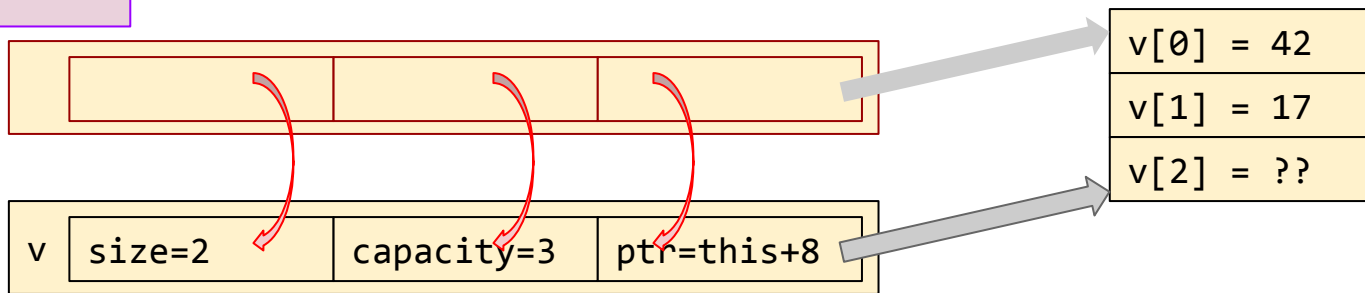 v[0] = 42
v[1] = 17
v[2] = ??
v size=2 capacity=3 ptr=this+8